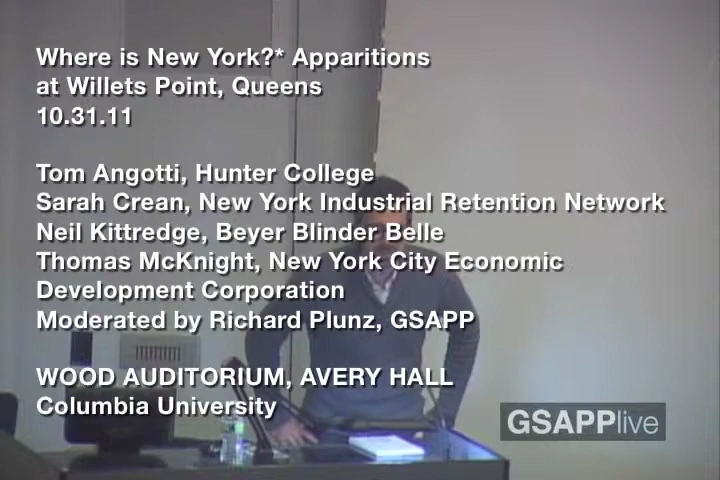 Where is New York?* Apparitions
at Willets Point, Queens
10.31.11
Tom Angotti, Hunter College
Sarah Crean, New York Industrial Retention Network
Neil Kittredge, Beyer Blinder Belle
Thomas McKnight, New York City Economic
Development Corporation
Moderated by Richard Plunz, GSAPP
WOOD AUDITORIUM, AVERY HALL
Columbia University
GSAPPlive